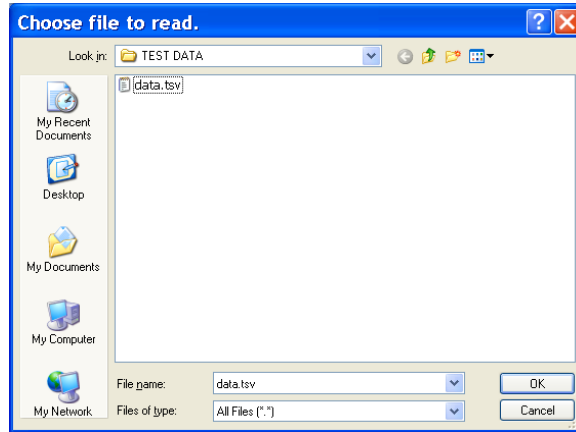 Choose file to read.
Look in: TEST DATA
data.tsv
My Recent
Documents
Desktop
My Documents
My Computer
My Network
File name: data.tsv OK
Files of type: All Files (*.*) Cancel